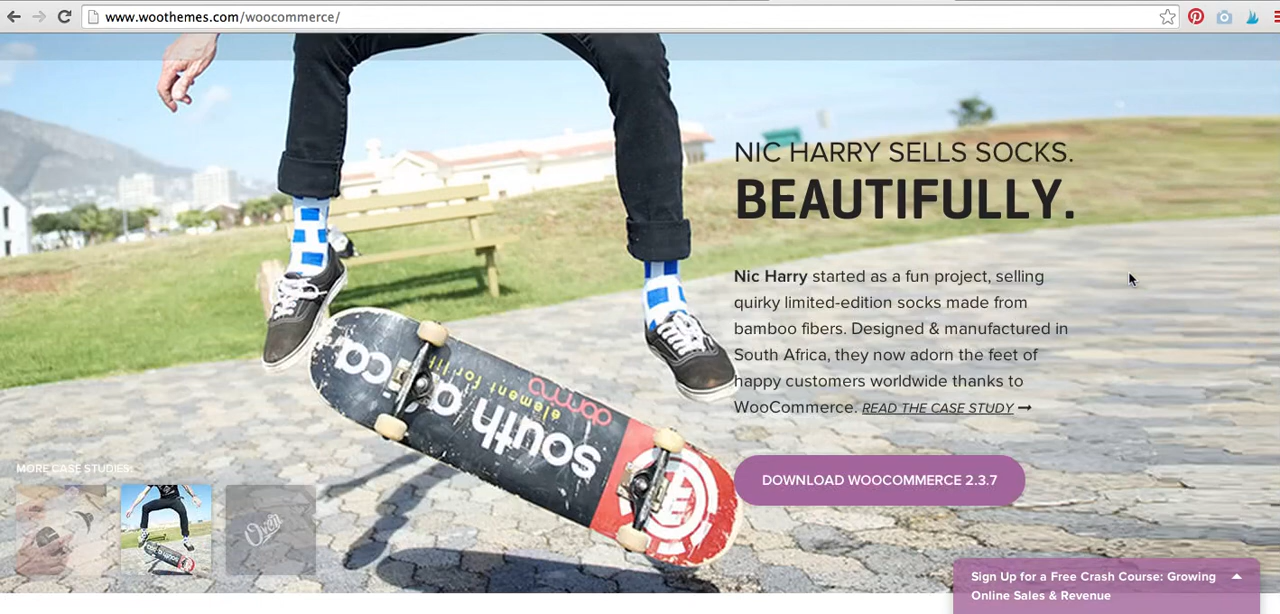 www.woothemes.com/woocommerce/
NIC HARRY SELLS SOCKS.
BEAUTIFULLY.
Nic Harry started as a fun project, selling
quirky limited-edition socks made from
bamboo fibers. Designed & manufactured in
South Africa, they now adorn the feet of
happy customers worldwide thanks to
WooCommerce. READ THE CASE STUDY →
DOWNLOAD WOOCOMMERCE 2.3.7
south africa
element for life
donna
MORE CASE STUDIES:
Oven
Sign Up for a Free Crash Course: Growing
Online Sales & Revenue